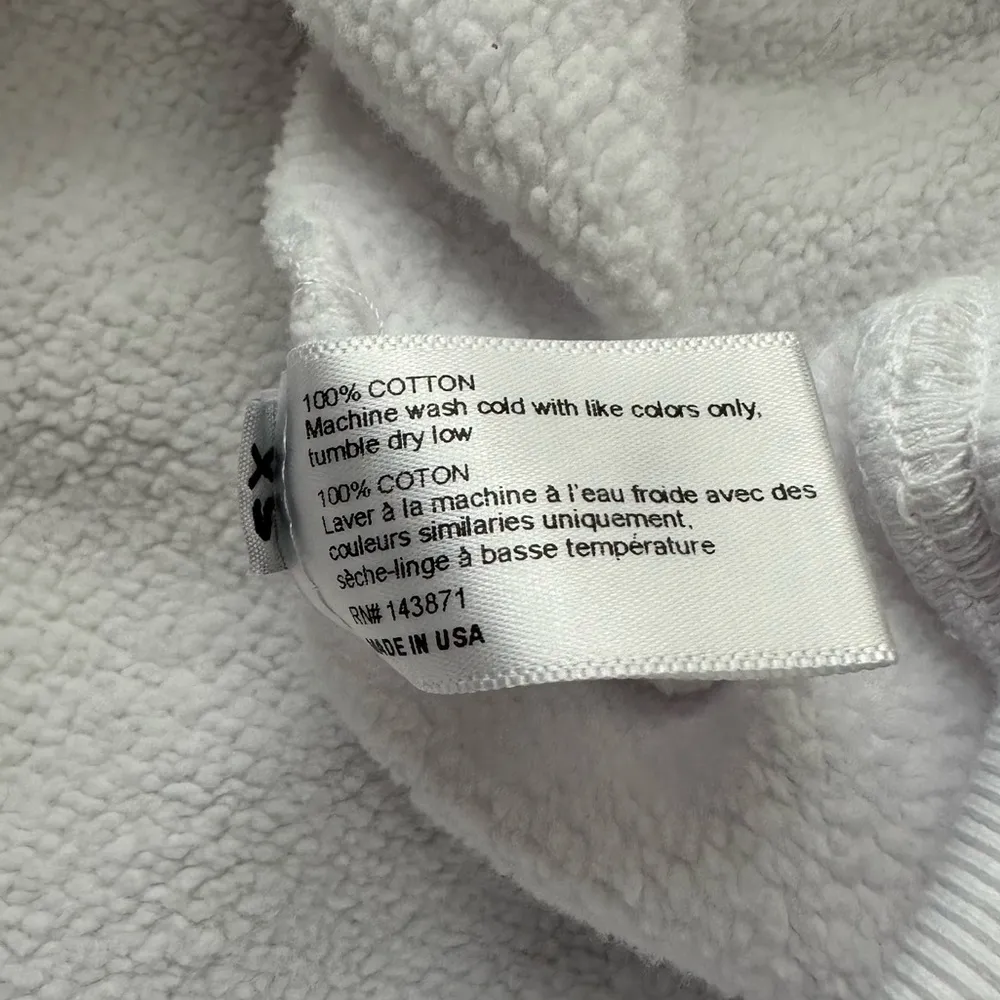 100% COTTON
Machine wash cold with like colors only,
tumble dry low
100% COTON
Laver à la machine à l'eau froide avec des
couleurs similaries uniquement,
sèche-linge à basse température
RN# 143871
MADE IN USA
XS